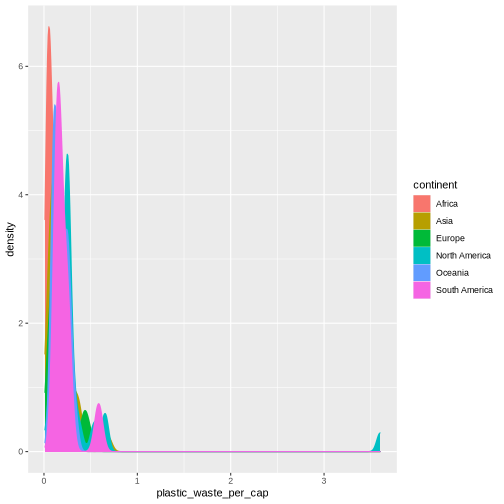 6
4
2
0
density
0
1
2
3
plastic_waste_per_cap
continent
Africa
Asia
Europe
North America
Oceania
South America